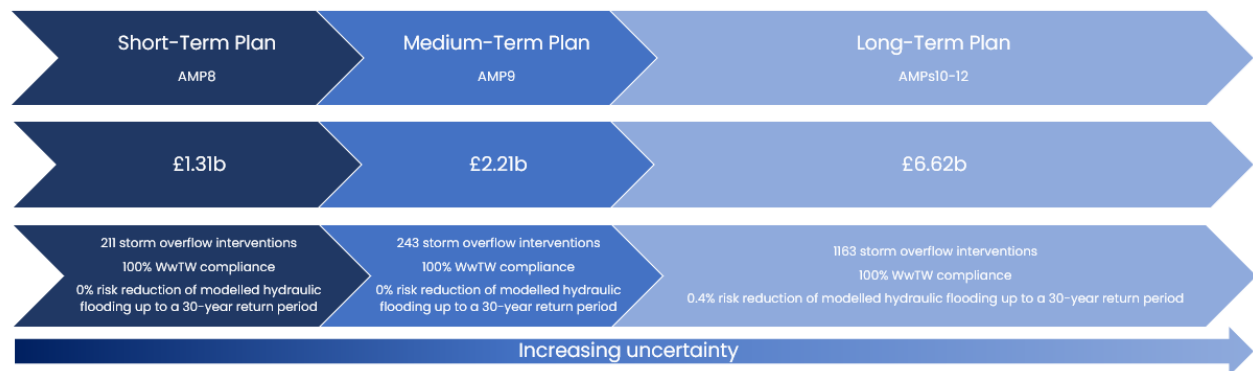 Short-Term Plan
AMP8
Medium-Term Plan
AMP9
Long-Term Plan
AMPs10-12
£1.31b
£2.21b
£6.62b
211 storm overflow interventions
100% WwTW compliance
0% risk reduction of modelled hydraulic
flooding up to a 30-year return period
243 storm overflow interventions
100% WwTW compliance
0% risk reduction of modelled hydraulic
flooding up to a 30-year return period
1163 storm overflow interventions
100% WwTW compliance
0.4% risk reduction of modelled hydraulic flooding up to a 30-year return period
Increasing uncertainty